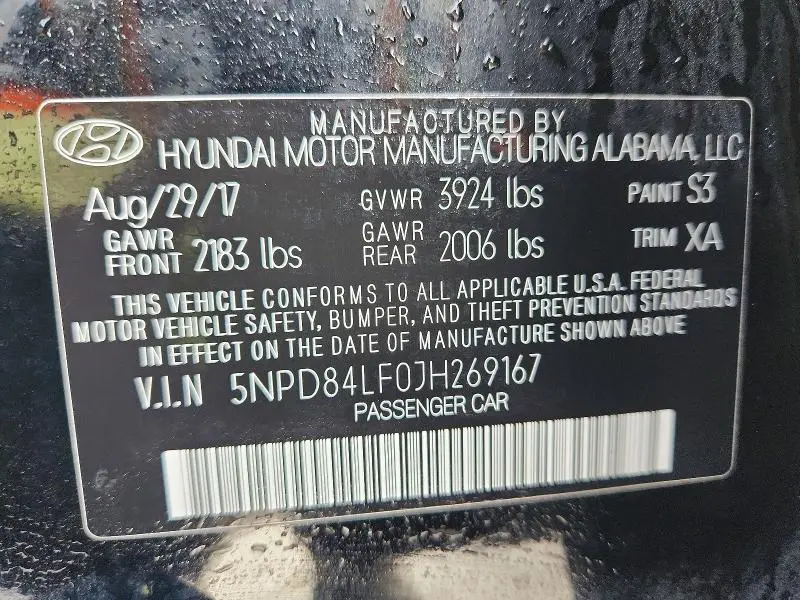 MANUFACTURED BY
HYUNDAI MOTOR MANUFACTURING ALABAMA, LLC
Aug/29/17 GVWR 3924 lbs PAINT S3
GAWR FRONT 2183 lbs GAWR REAR 2006 lbs TRIM XA
THIS VEHICLE CONFORMS TO ALL APPLICABLE U.S.A. FEDERAL
MOTOR VEHICLE SAFETY, BUMPER, AND THEFT PREVENTION STANDARDS
IN EFFECT ON THE DATE OF MANUFACTURE SHOWN ABOVE
V.I.N 5NPD84LF0JH269167
PASSENGER CAR